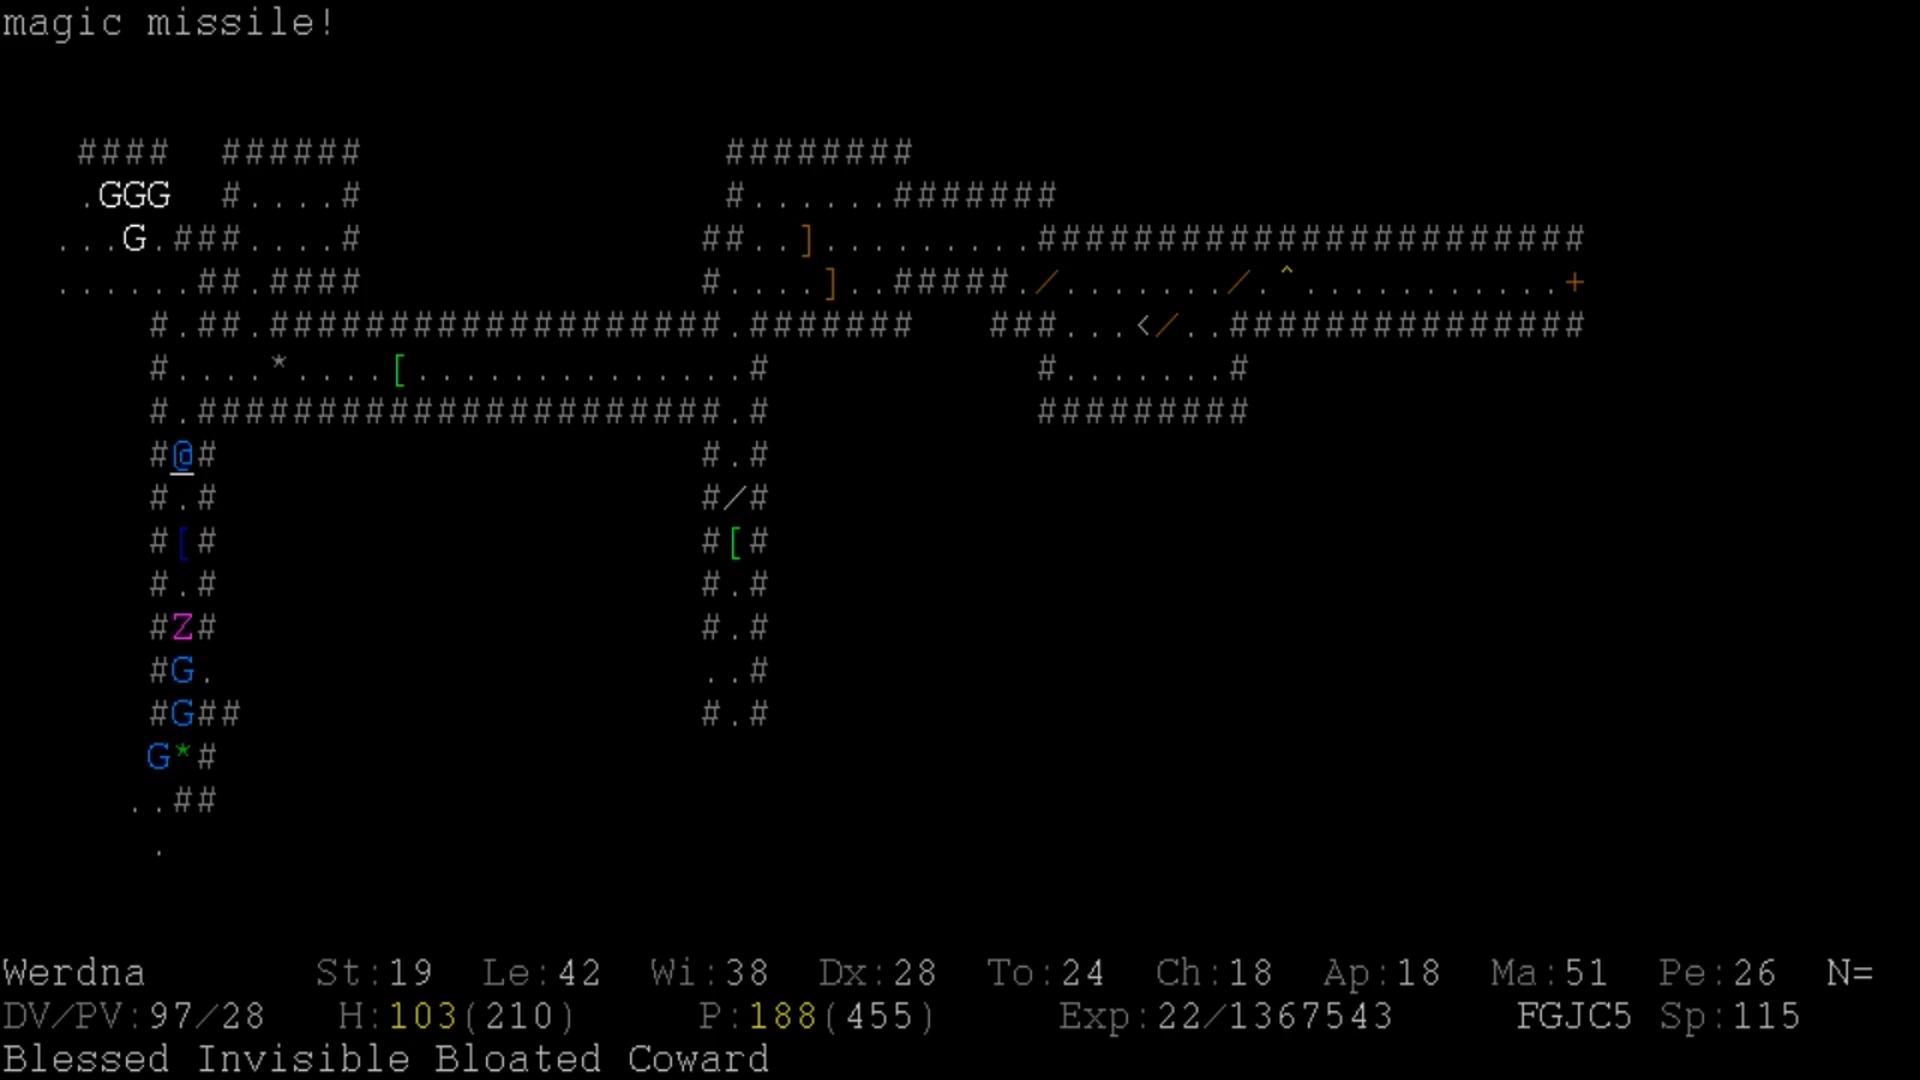 magic missile!
#### ###### ########
.GGG #....# #......#######
...G.###....# ##..].........#######################
......##.#### #....]..#####./......./.^...........+
#.##.###################.####### ###...</..###############
#....*....[.............# #.......#
#.######################.# #########
#@# #.#
#.# #/#
#[# #[#
#.# #.#
#Z# #.#
#G. ..#
#G## #.#
G*#
..##
.
Werdna St:19 Le:42 Wi:38 Dx:28 To:24 Ch:18 Ap:18 Ma:51 Pe:26 N=
DV/PV:97/28 H:103(210) P:188(455) Exp:22/1367543 FGJC5 Sp:115
Blessed Invisible Bloated Coward